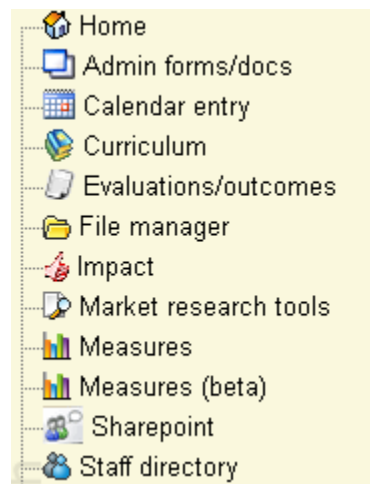 Home
Admin forms/docs
Calendar entry
Curriculum
Evaluations/outcomes
File manager
Impact
Market research tools
Measures
Measures (beta)
Sharepoint
Staff directory